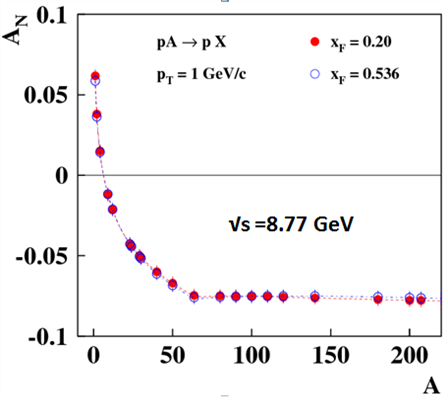 A_N
0.1
pA → p X
x_F = 0.20
p_T = 1 GeV/c
x_F = 0.536
0.05
0
√s =8.77 GeV
-0.05
-0.1
0 50 100 150 200
A